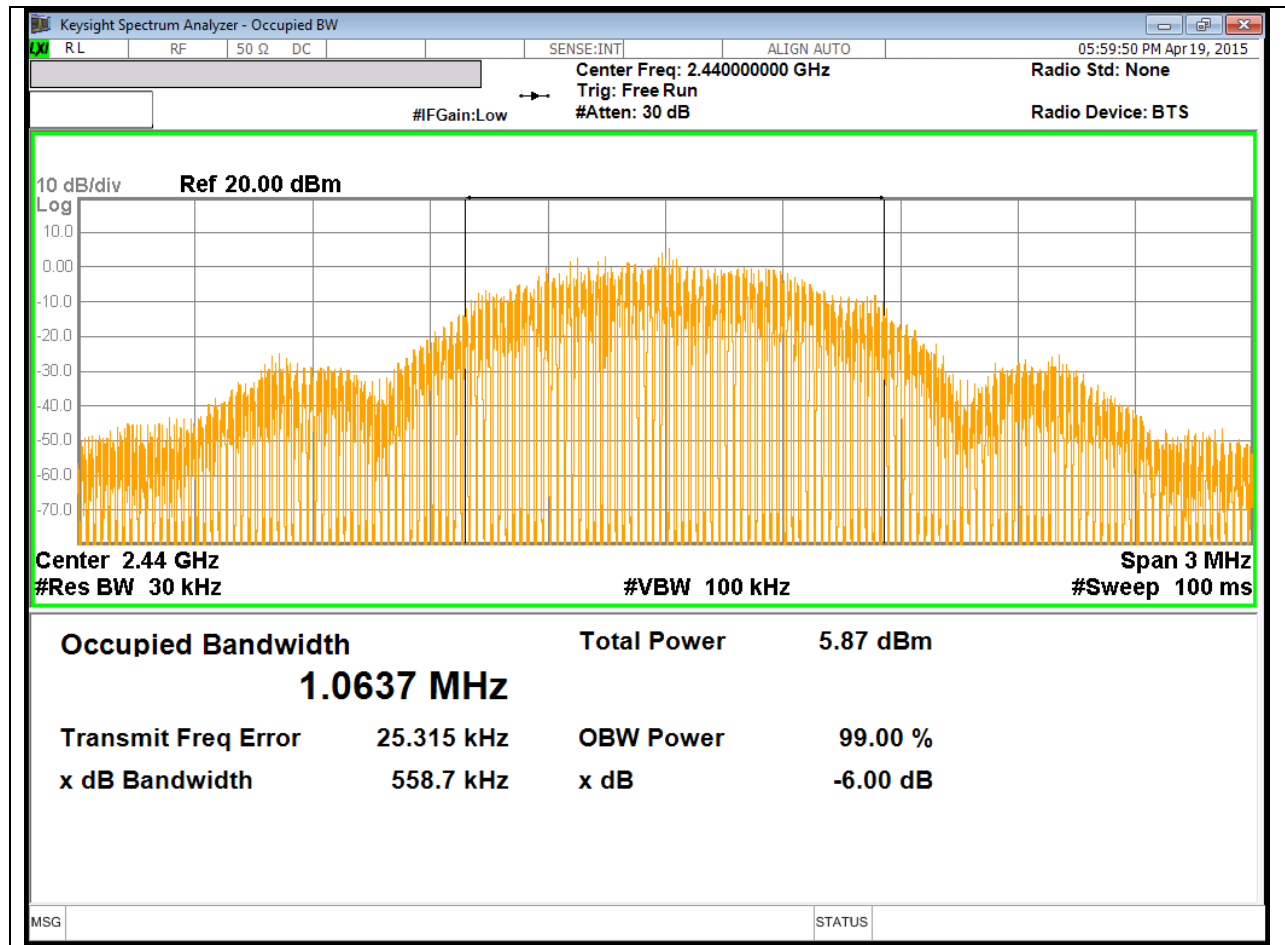 Keysight Spectrum Analyzer - Occupied BW
LXI RL RF 50 Ω DC SENSE:INT ALIGN AUTO 05:59:50 PM Apr 19, 2015
Center Freq: 2.440000000 GHz Radio Std: None
Trig: Free Run
#IFGain:Low #Atten: 30 dB Radio Device: BTS
10 dB/div Ref 20.00 dBm
Log
10.0
0.00
-10.0
-20.0
-30.0
-40.0
-50.0
-60.0
-70.0
Center 2.44 GHz Span 3 MHz
#Res BW 30 kHz #VBW 100 kHz #Sweep 100 ms
Occupied Bandwidth Total Power 5.87 dBm
1.0637 MHz
Transmit Freq Error 25.315 kHz OBW Power 99.00 %
x dB Bandwidth 558.7 kHz x dB -6.00 dB
MSG STATUS